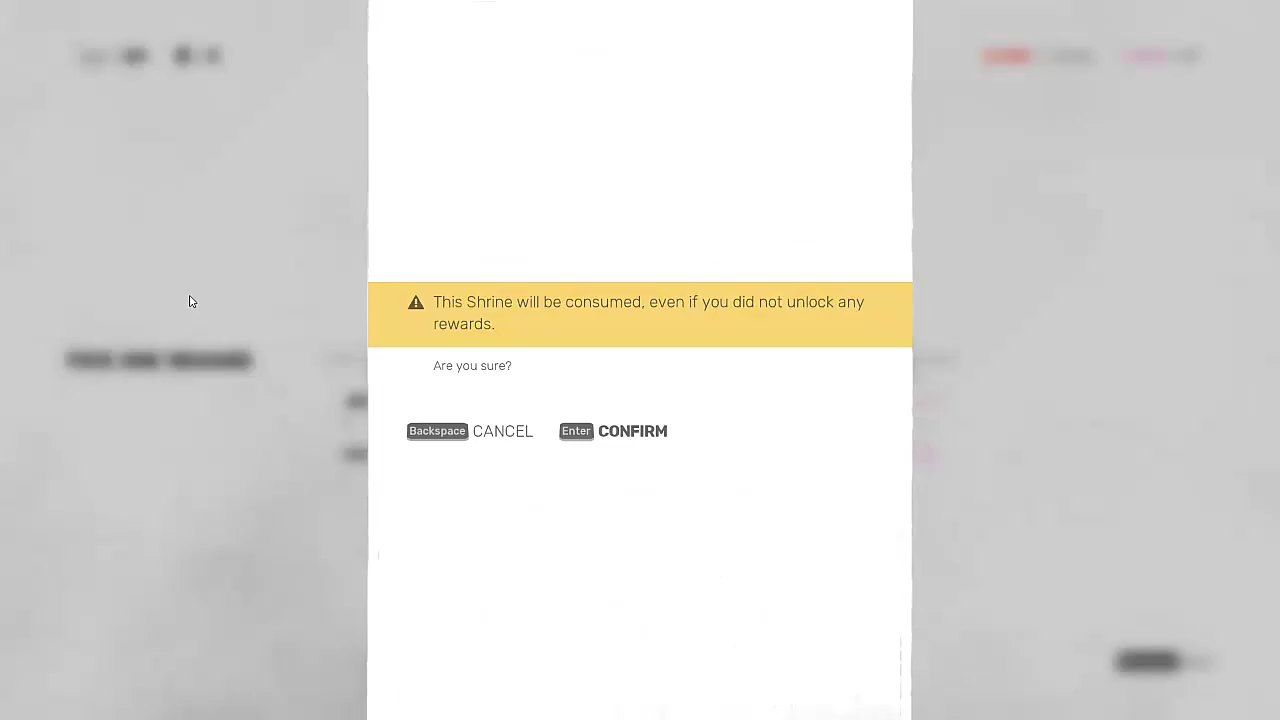 This Shrine will be consumed, even if you did not unlock any
rewards.
Are you sure?
Backspace CANCEL Enter CONFIRM